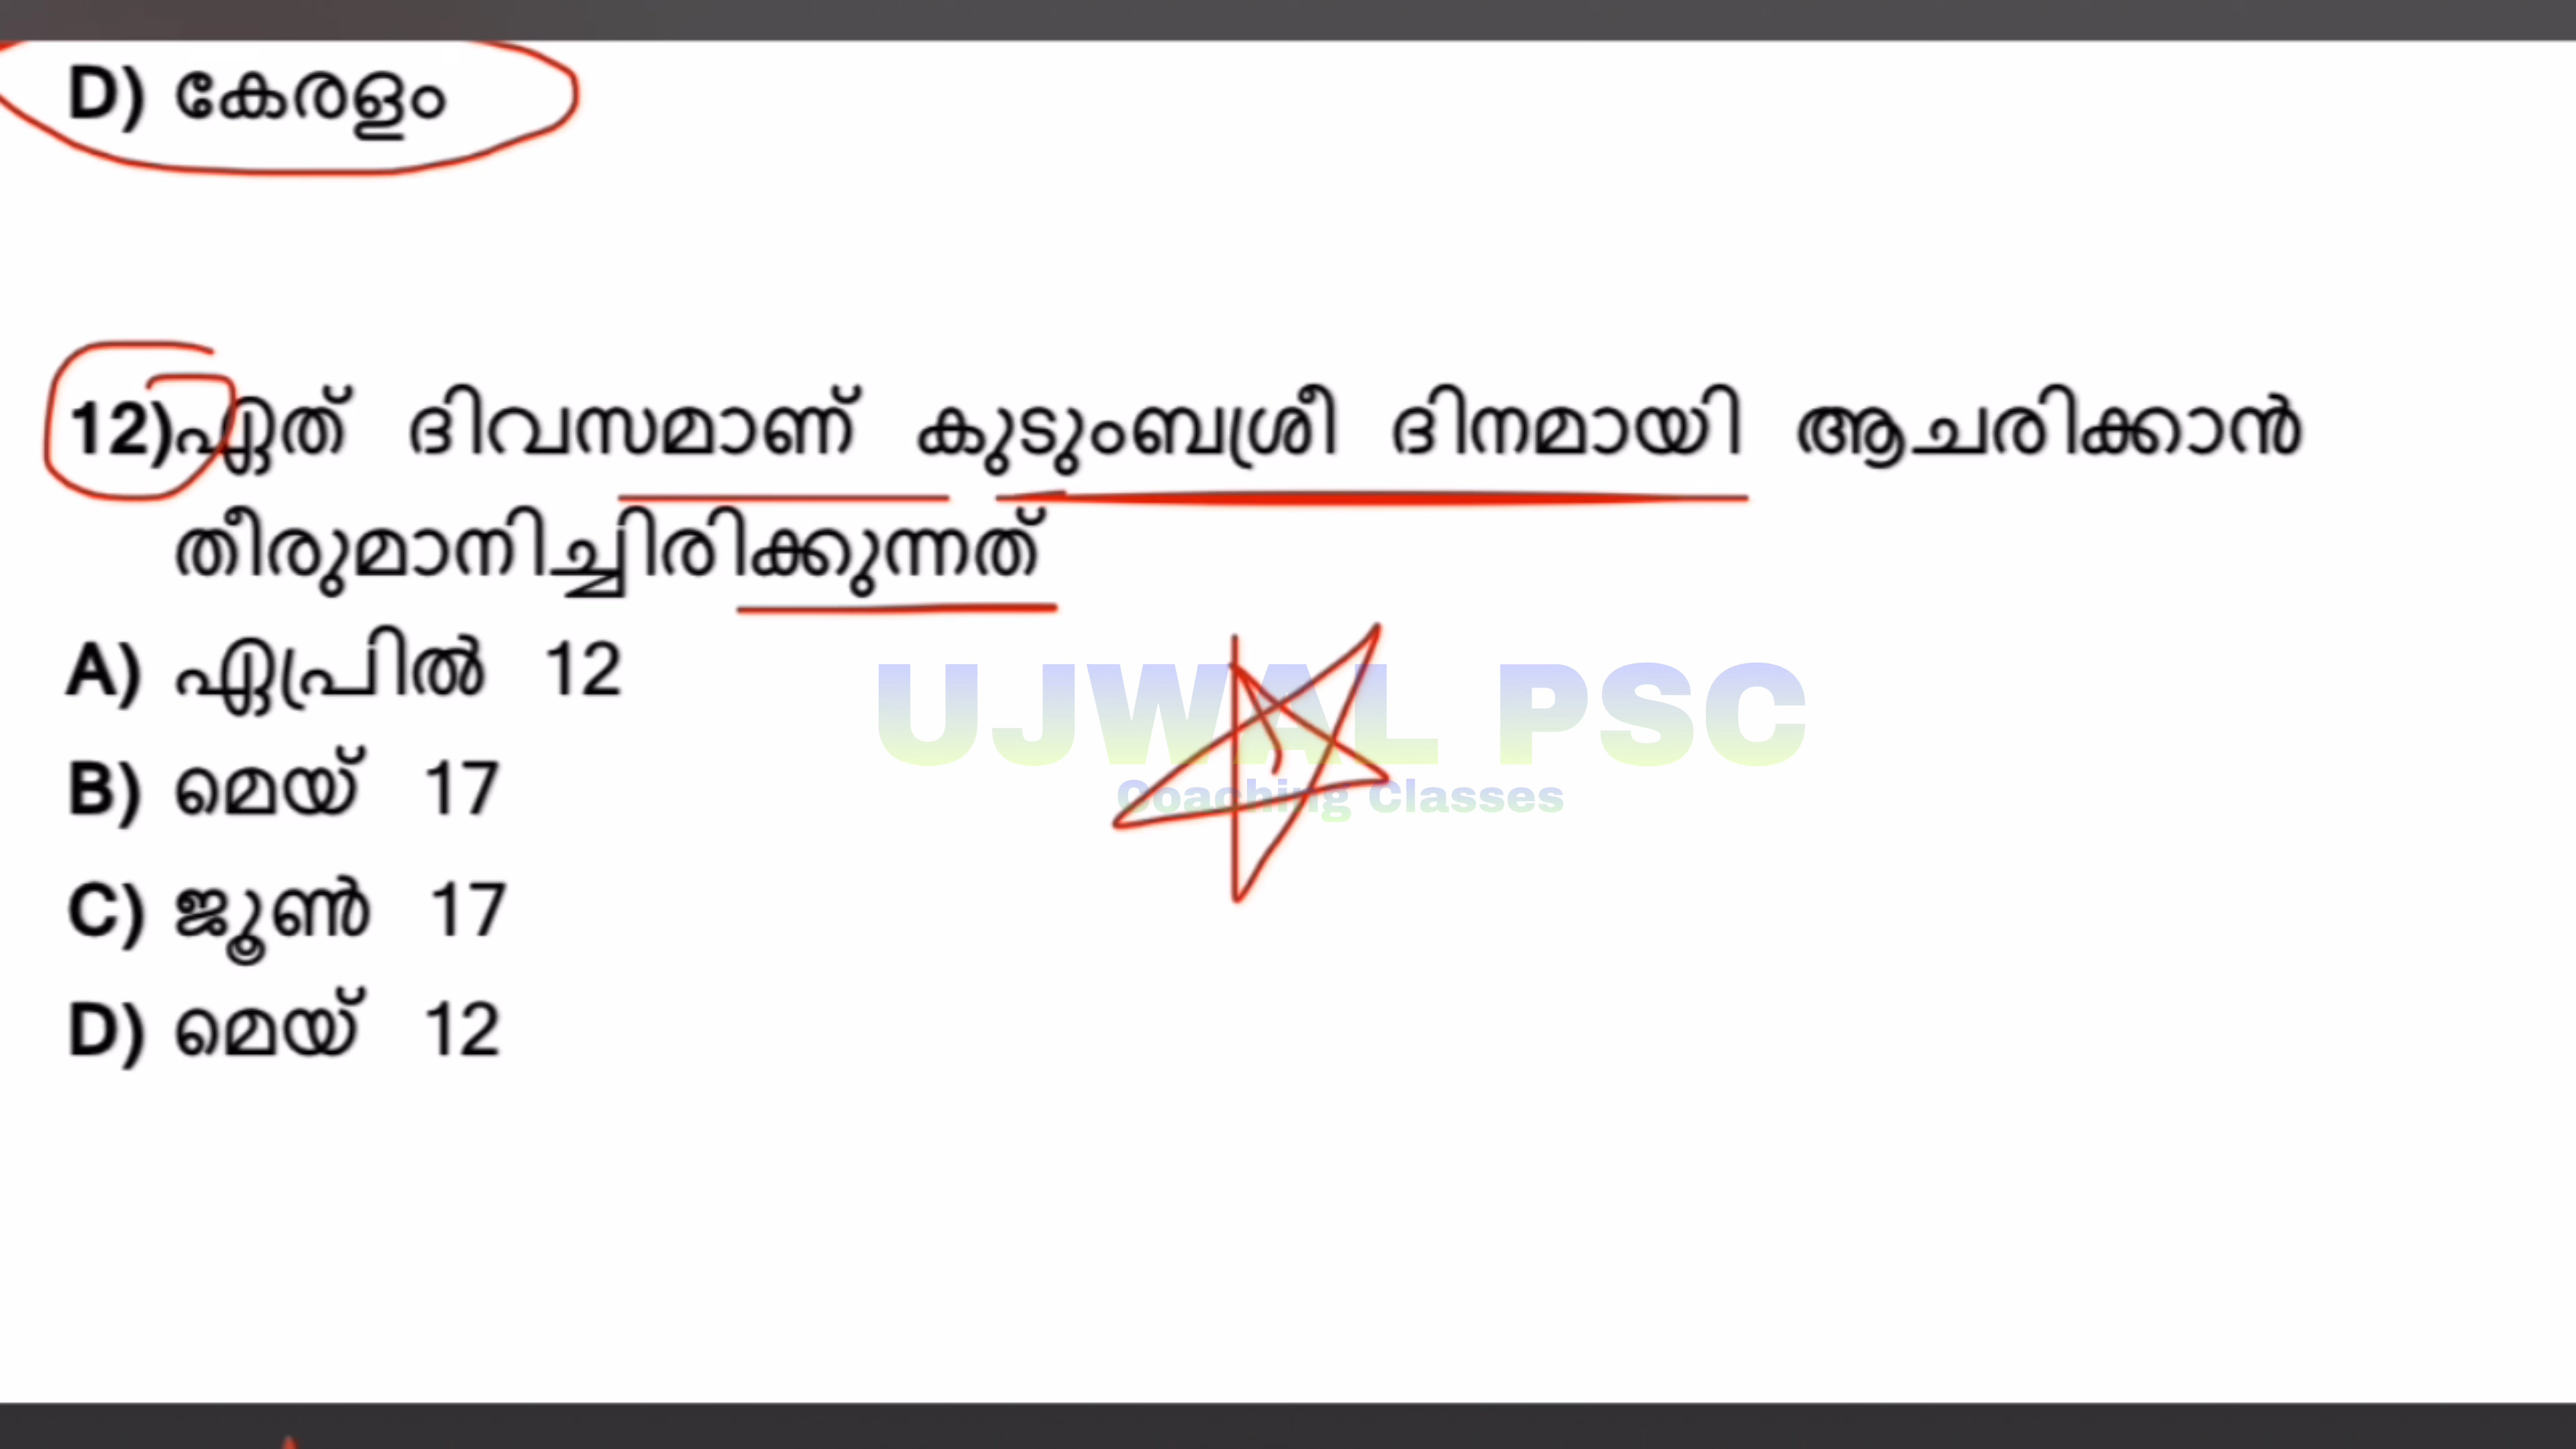 D) കേരളം
12)ഏത് ദിവസമാണ് കുടുംബശ്രീ ദിനമായി ആചരിക്കാൻ
തീരുമാനിച്ചിരിക്കുന്നത്
A) ഏപ്രിൽ 12
B) മെയ് 17
C) ജൂൺ 17
D) മെയ് 12
UJWAL PSC
Coaching Classes